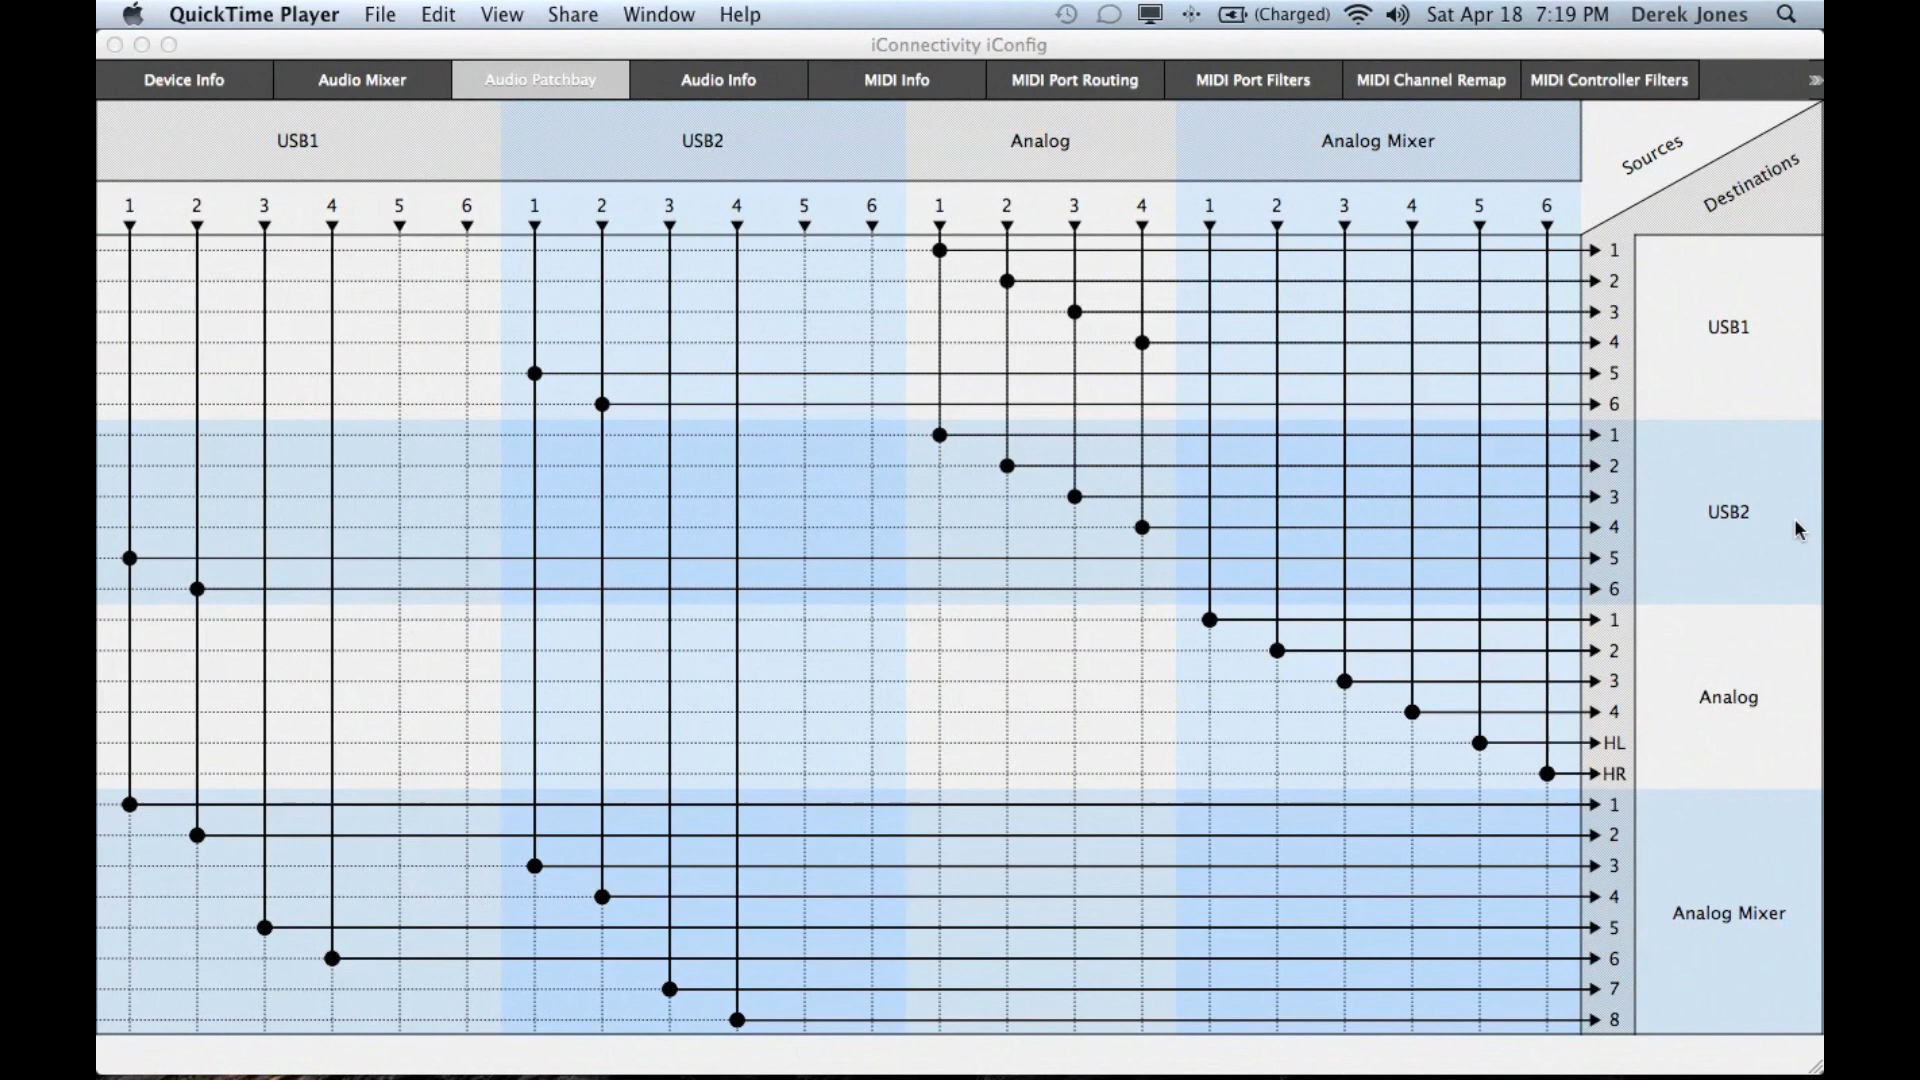 QuickTime Player File Edit View Share Window Help (Charged) Sat Apr 18 7:19 PM Derek Jones
iConnectivity iConfig
Device Info Audio Mixer Audio Patchbay Audio Info MIDI Info MIDI Port Routing MIDI Port Filters MIDI Channel Remap MIDI Controller Filters
USB1 USB2 Analog Analog Mixer
Sources
Destinations
1 2 3 4 5 6 1 2 3 4 5 6 1 2 3 4 1 2 3 4 5 6
1
2
3
USB1
4
5
6
1
2
3
USB2
4
5
6
1
2
3
Analog
4
HL
HR
1
2
3
4
Analog Mixer
5
6
7
8